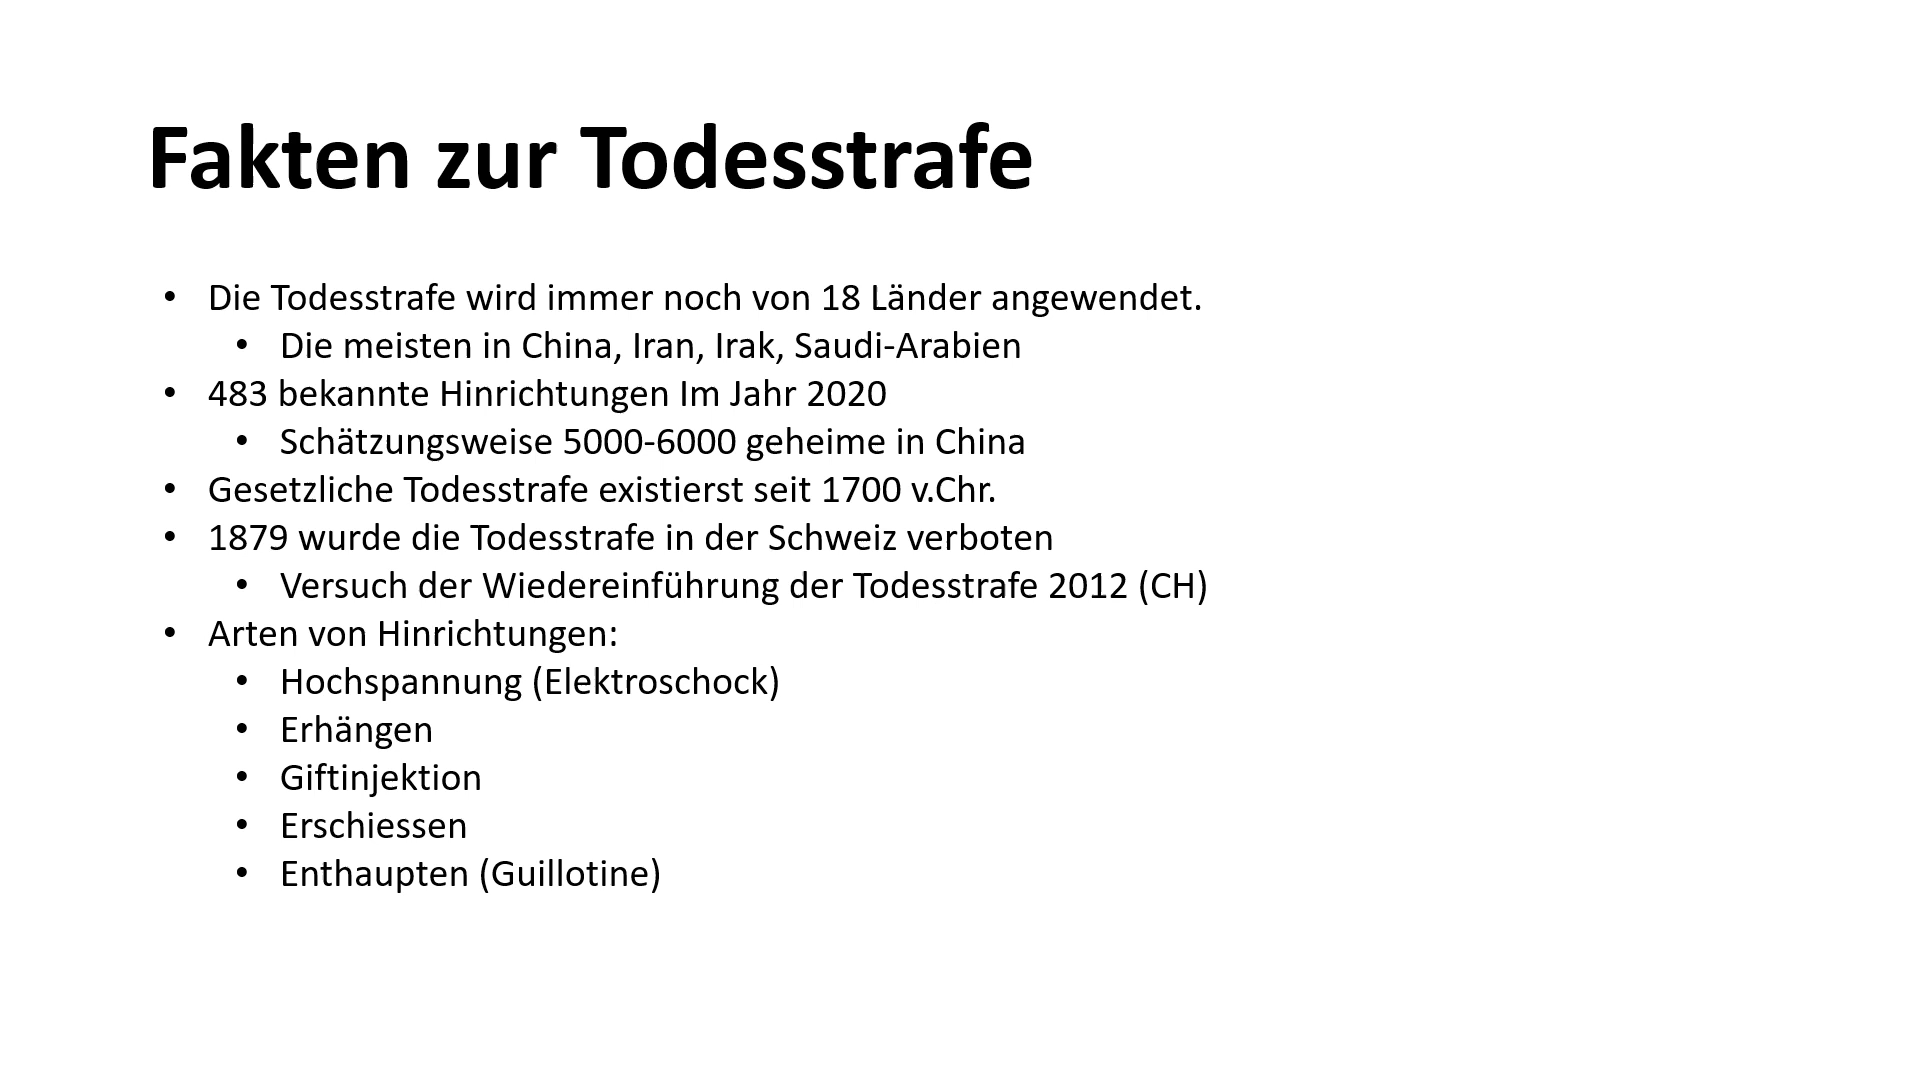 Fakten zur Todesstrafe
• Die Todesstrafe wird immer noch von 18 Länder angewendet.
• Die meisten in China, Iran, Irak, Saudi-Arabien
• 483 bekannte Hinrichtungen Im Jahr 2020
• Schätzungsweise 5000-6000 geheime in China
• Gesetzliche Todesstrafe existierst seit 1700 v.Chr.
• 1879 wurde die Todesstrafe in der Schweiz verboten
• Versuch der Wiedereinführung der Todesstrafe 2012 (CH)
• Arten von Hinrichtungen:
• Hochspannung (Elektroschock)
• Erhängen
• Giftinjektion
• Erschiessen
• Enthaupten (Guillotine)